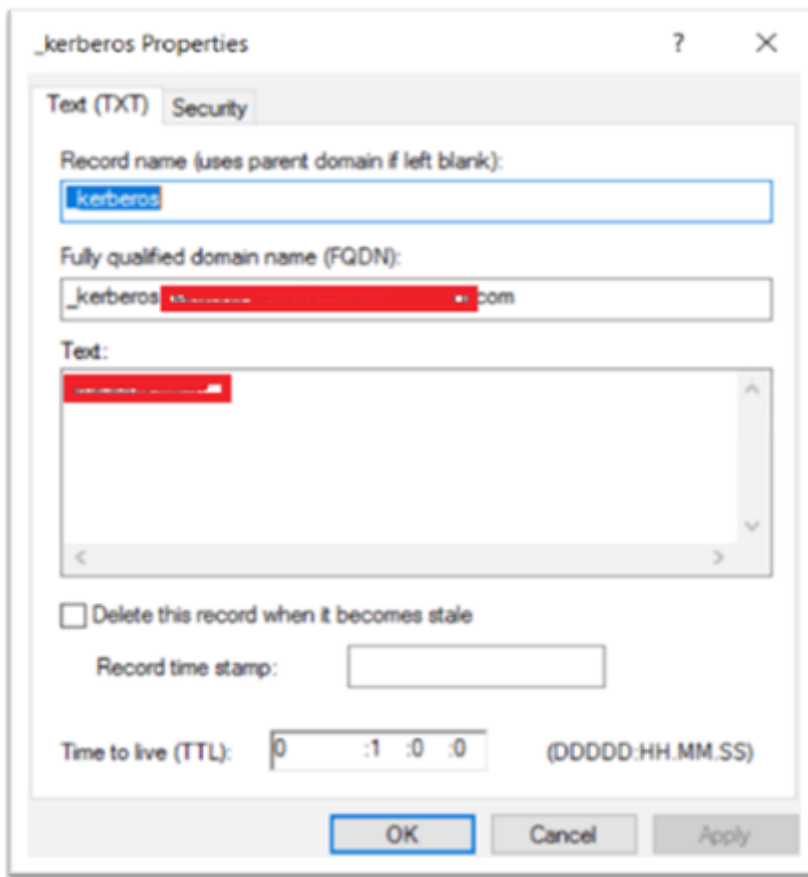 _kerberos Properties
Text (TXT) Security
Record name (uses parent domain if left blank):
_kerberos
Fully qualified domain name (FQDN):
_kerberos com
Text:
Delete this record when it becomes stale
Record time stamp:
Time to live (TTL): 0 :1 :0 :0 (DDDDD:HH.MM.SS)
OK Cancel Apply